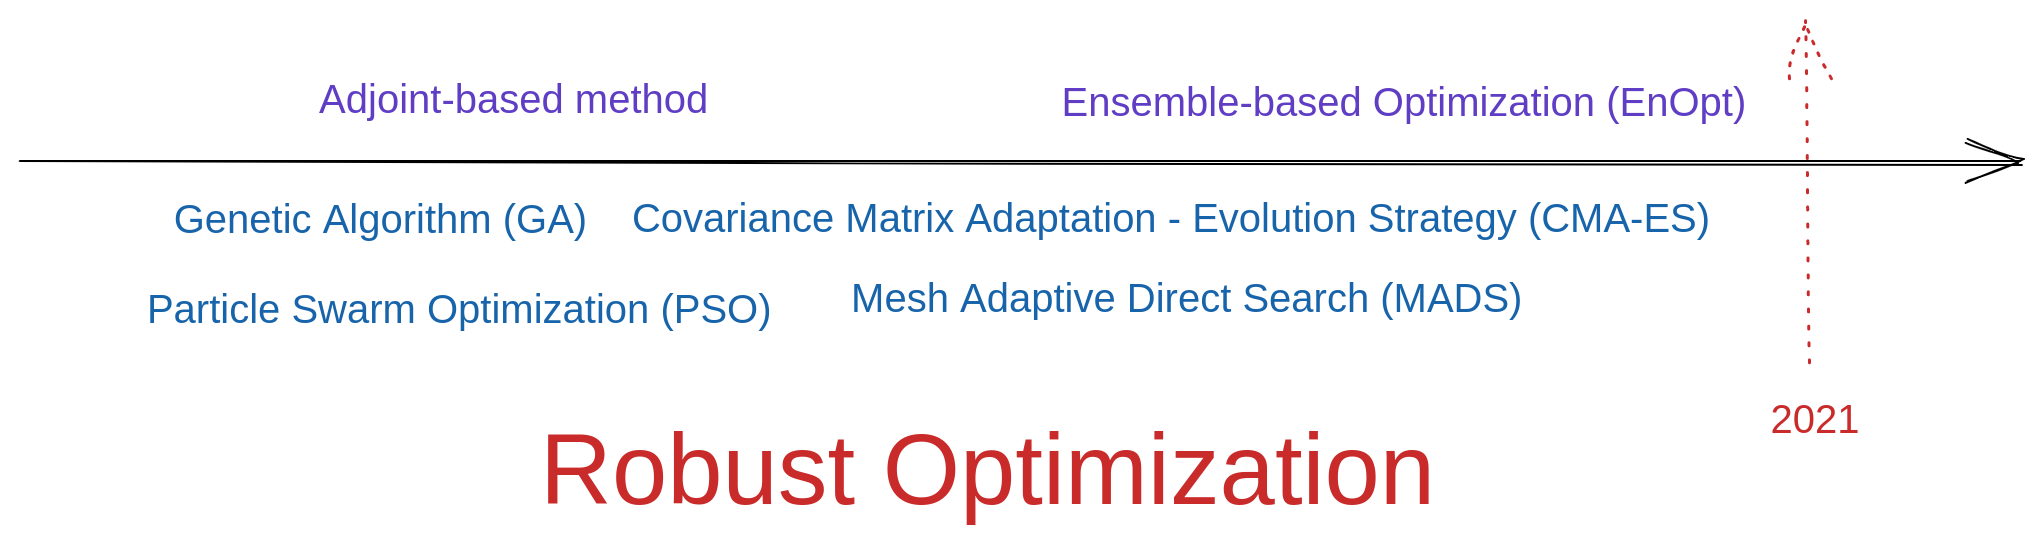 Adjoint-based method
Ensemble-based Optimization (EnOpt)
Genetic Algorithm (GA)
Covariance Matrix Adaptation - Evolution Strategy (CMA-ES)
Particle Swarm Optimization (PSO)
Mesh Adaptive Direct Search (MADS)
2021
Robust Optimization